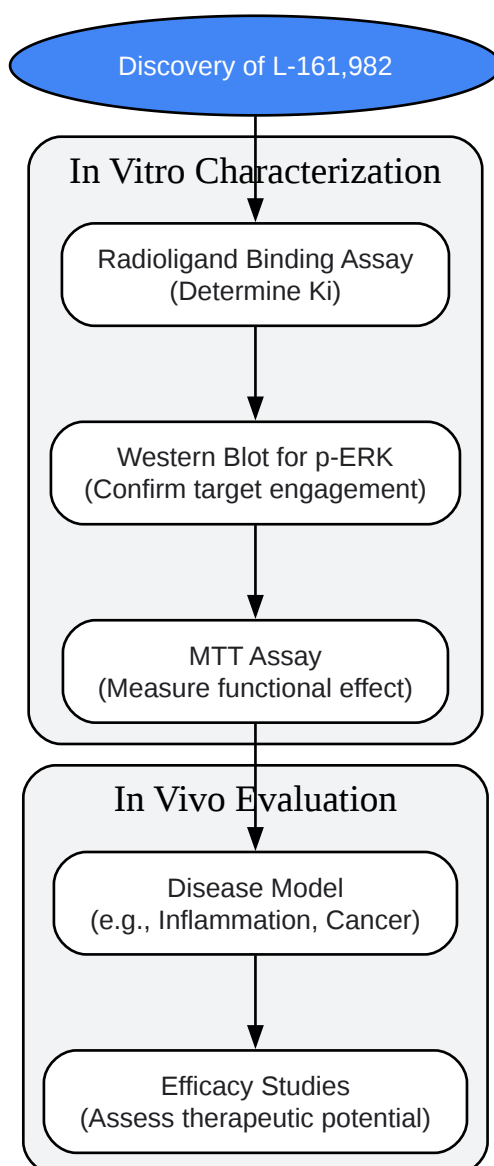 Discovery of L-161,982
In Vitro Characterization
Radioligand Binding Assay
(Determine Ki)
Western Blot for p-ERK
(Confirm target engagement)
MTT Assay
(Measure functional effect)
In Vivo Evaluation
Disease Model
(e.g., Inflammation, Cancer)
Efficacy Studies
(Assess therapeutic potential)